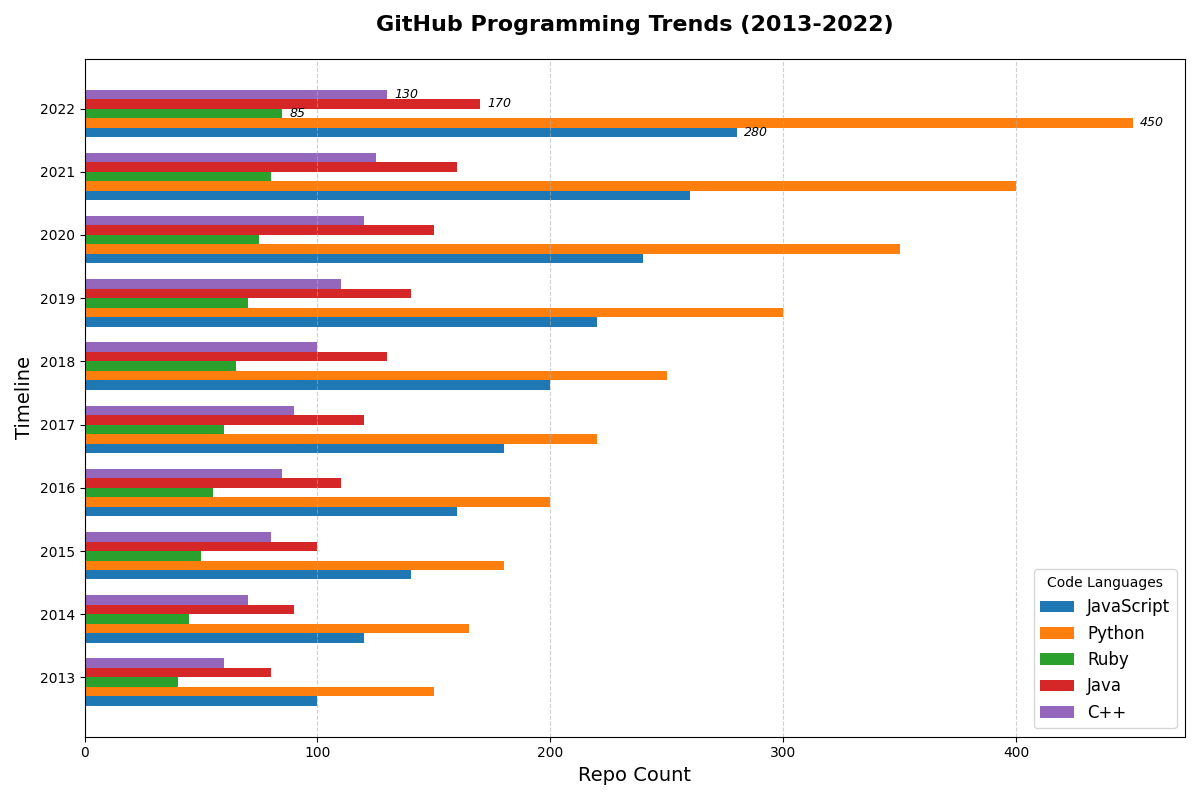 GitHub Programming Trends (2013-2022)
Timeline
2022
130
170
85
450
280
2021
2020
2019
2018
2017
2016
2015
2014
2013
Code Languages
JavaScript
Python
Ruby
Java
C++
0 100 200 300 400
Repo Count